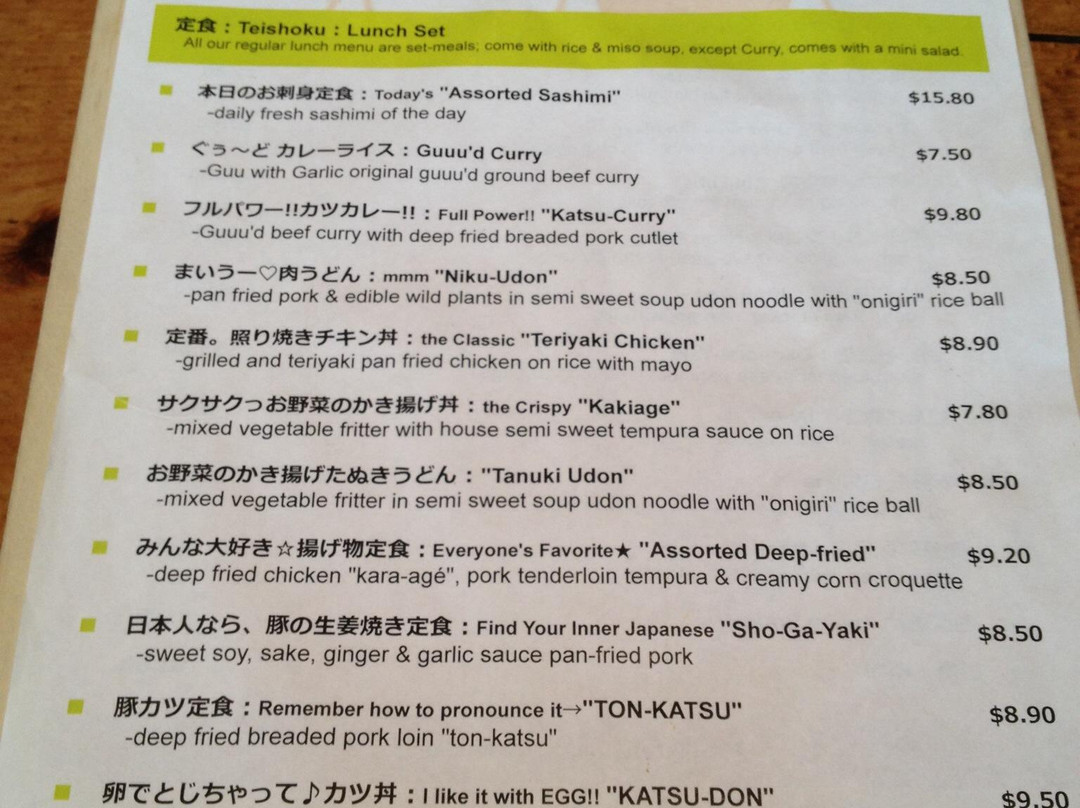 定食：Teishoku : Lunch Set
All our regular lunch menu are set-meals; come with rice & miso soup, except Curry, comes with a mini salad.
本日のお刺身定食：Today's "Assorted Sashimi" $15.80
-daily fresh sashimi of the day
ぐぅ〜ど カレーライス：Guuu'd Curry $7.50
-Guu with Garlic original guuu'd ground beef curry
フルパワー!!カツカレー!!：Full Power!! "Katsu-Curry" $9.80
-Guuu'd beef curry with deep fried breaded pork cutlet
まいうー♡肉うどん：mmm "Niku-Udon" $8.50
-pan fried pork & edible wild plants in semi sweet soup udon noodle with "onigiri" rice ball
定番。照り焼きチキン丼：the Classic "Teriyaki Chicken" $8.90
-grilled and teriyaki pan fried chicken on rice with mayo
サクサクっお野菜のかき揚げ丼：the Crispy "Kakiage" $7.80
-mixed vegetable fritter with house semi sweet tempura sauce on rice
お野菜のかき揚げたぬきうどん："Tanuki Udon" $8.50
-mixed vegetable fritter in semi sweet soup udon noodle with "onigiri" rice ball
みんな大好き☆揚げ物定食：Everyone's Favorite★ "Assorted Deep-fried" $9.20
-deep fried chicken "kara-agé", pork tenderloin tempura & creamy corn croquette
日本人なら、豚の生姜焼き定食：Find Your Inner Japanese "Sho-Ga-Yaki" $8.50
-sweet soy, sake, ginger & garlic sauce pan-fried pork
豚カツ定食：Remember how to pronounce it→"TON-KATSU" $8.90
-deep fried breaded pork loin "ton-katsu"
卵でとじちゃって♪カツ丼：I like it with EGG!! "KATSU-DON" $9.50